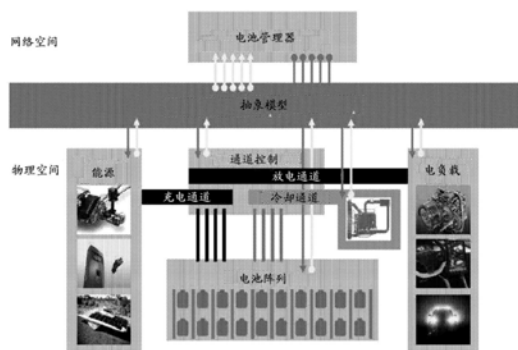 网络空间
电池管理器
抽象模型
物理空间
能源
通道控制
电负载
放电通道
充电通道
冷却通道
电池阵列